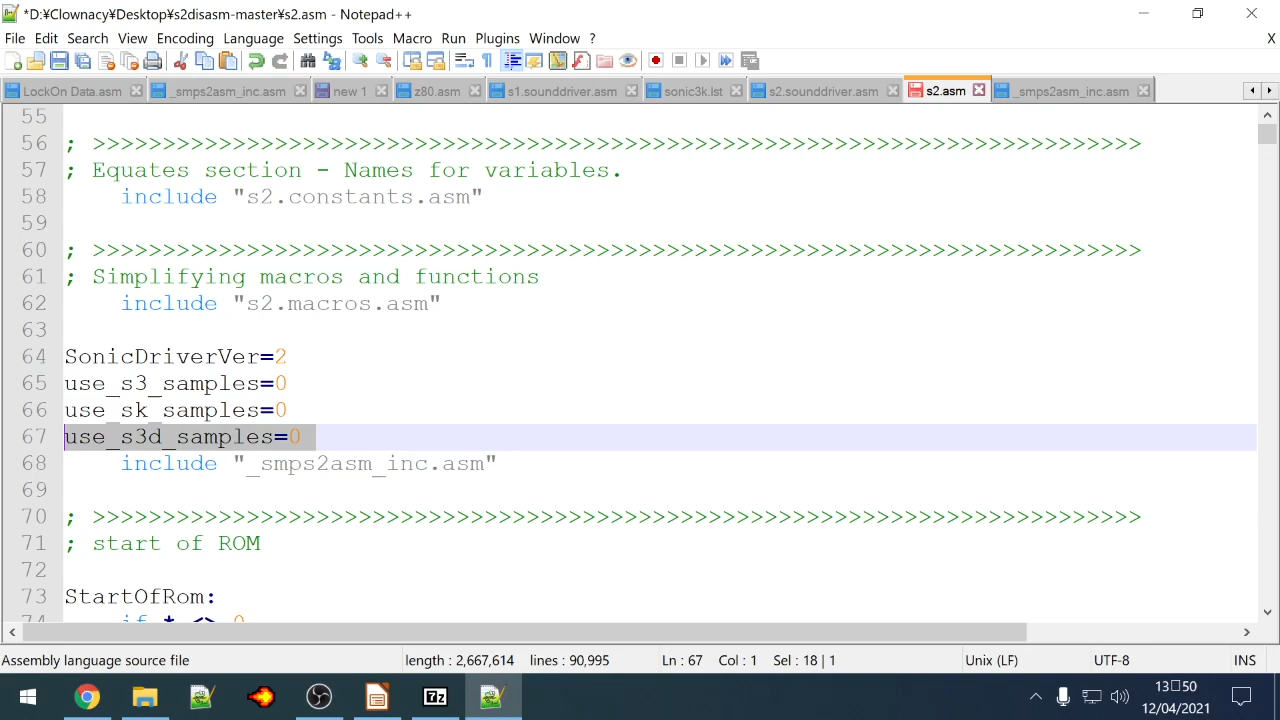 *D:¥Clownacy¥Desktop¥s2disasm-master¥s2.asm - Notepad++
File Edit Search View Encoding Language Settings Tools Macro Run Plugins Window ? X
LockOn Data.asm _smps2asm_inc.asm new 1 z80.asm s1.sounddriver.asm sonic3k.lst s2.sounddriver.asm s2.asm _smps2asm_inc.asm
55
56 ; >>>>>>>>>>>>>>>>>>>>>>>>>>>>>>>>>>>>>>>>>>>>>>>>>>>>>>>>>>>>>>>>>>>>>>>>>>>
57 ; Equates section - Names for variables.
58 include "s2.constants.asm"
59
60 ; >>>>>>>>>>>>>>>>>>>>>>>>>>>>>>>>>>>>>>>>>>>>>>>>>>>>>>>>>>>>>>>>>>>>>>>>>>>
61 ; Simplifying macros and functions
62 include "s2.macros.asm"
63
64 SonicDriverVer=2
65 use_s3_samples=0
66 use_sk_samples=0
67 use_s3d_samples=0
68 include "_smps2asm_inc.asm"
69
70 ; >>>>>>>>>>>>>>>>>>>>>>>>>>>>>>>>>>>>>>>>>>>>>>>>>>>>>>>>>>>>>>>>>>>>>>>>>>>
71 ; start of ROM
72
73 StartOfRom:
74 if * <> 0
Assembly language source file length : 2,667,614 lines : 90,995 Ln : 67 Col : 1 Sel : 18 | 1 Unix (LF) UTF-8 INS
7z 13□50
12/04/2021